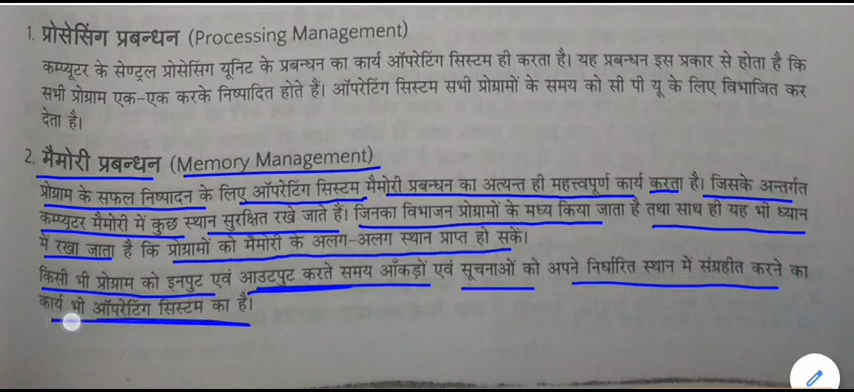 1. प्रोसेसिंग प्रबन्धन (Processing Management)
कम्प्यूटर के सेण्ट्रल प्रोसेसिंग यूनिट के प्रबन्धन का कार्य ऑपरेटिंग सिस्टम ही करता है। यह प्रबन्धन इस प्रकार से होता है कि
सभी प्रोग्राम एक-एक करके निष्पादित होते हैं। ऑपरेटिंग सिस्टम सभी प्रोग्रामों के समय को सी पी यू के लिए विभाजित कर
देता है।
2. मैमोरी प्रबन्धन (Memory Management)
प्रोग्राम के सफल निष्पादन के लिए ऑपरेटिंग सिस्टम मैमोरी प्रबन्धन का अत्यन्त ही महत्त्वपूर्ण कार्य करता है। जिसके अन्तर्गत
कम्प्यूटर मैमोरी में कुछ स्थान सुरक्षित रखे जाते हैं। जिनका विभाजन प्रोग्रामों के मध्य किया जाता है तथा साथ ही यह भी ध्यान
में रखा जाता है कि प्रोग्रामों को मैमोरी के अलग-अलग स्थान प्राप्त हो सकें।
किसी भी प्रोग्राम को इनपुट एवं आउटपुट करते समय आँकड़ों एवं सूचनाओं को अपने निर्धारित स्थान में संग्रहीत करने का
कार्य भी ऑपरेटिंग सिस्टम का है।